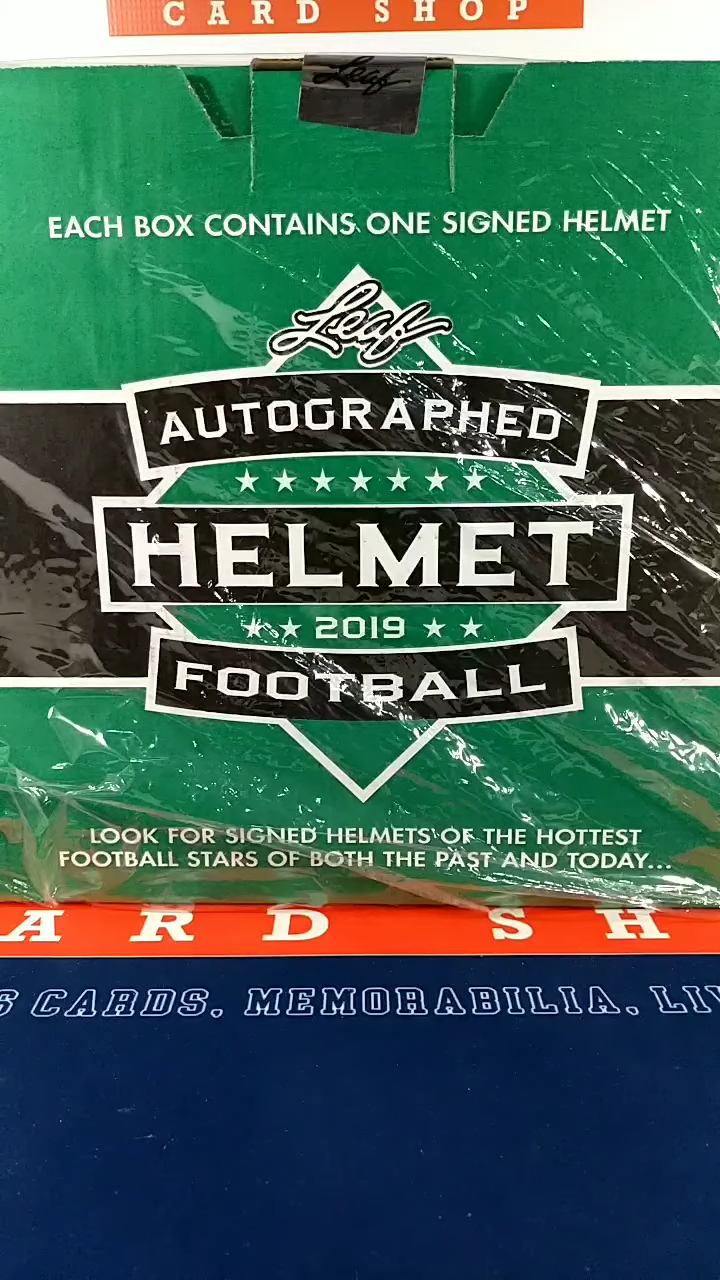 CARD SHOP
Leaf
EACH BOX CONTAINS ONE SIGNED HELMET
Leaf
AUTOGRAPHED
HELMET
2019
FOOTBALL
LOOK FOR SIGNED HELMETS OF THE HOTTEST
FOOTBALL STARS OF BOTH THE PAST AND TODAY...
ARD SH
CARDS, MEMORABILIA, LIV